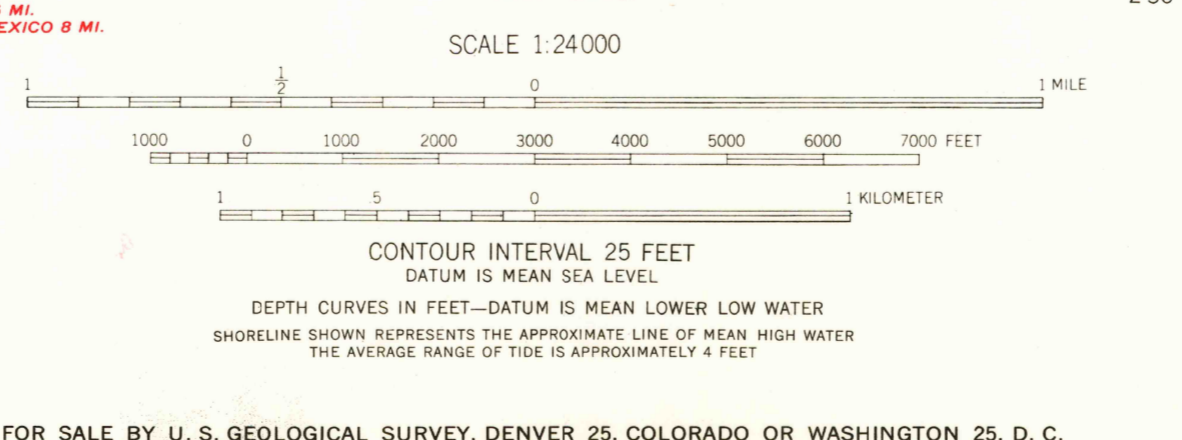 MI.
EXICO 8 MI.
SCALE 1:24000
1 1/2 0 1 MILE
1000 0 1000 2000 3000 4000 5000 6000 7000 FEET
1 .5 0 1 KILOMETER
CONTOUR INTERVAL 25 FEET
DATUM IS MEAN SEA LEVEL
DEPTH CURVES IN FEET—DATUM IS MEAN LOWER LOW WATER
SHORELINE SHOWN REPRESENTS THE APPROXIMATE LINE OF MEAN HIGH WATER
THE AVERAGE RANGE OF TIDE IS APPROXIMATELY 4 FEET
FOR SALE BY U. S. GEOLOGICAL SURVEY, DENVER 25, COLORADO OR WASHINGTON 25, D. C.